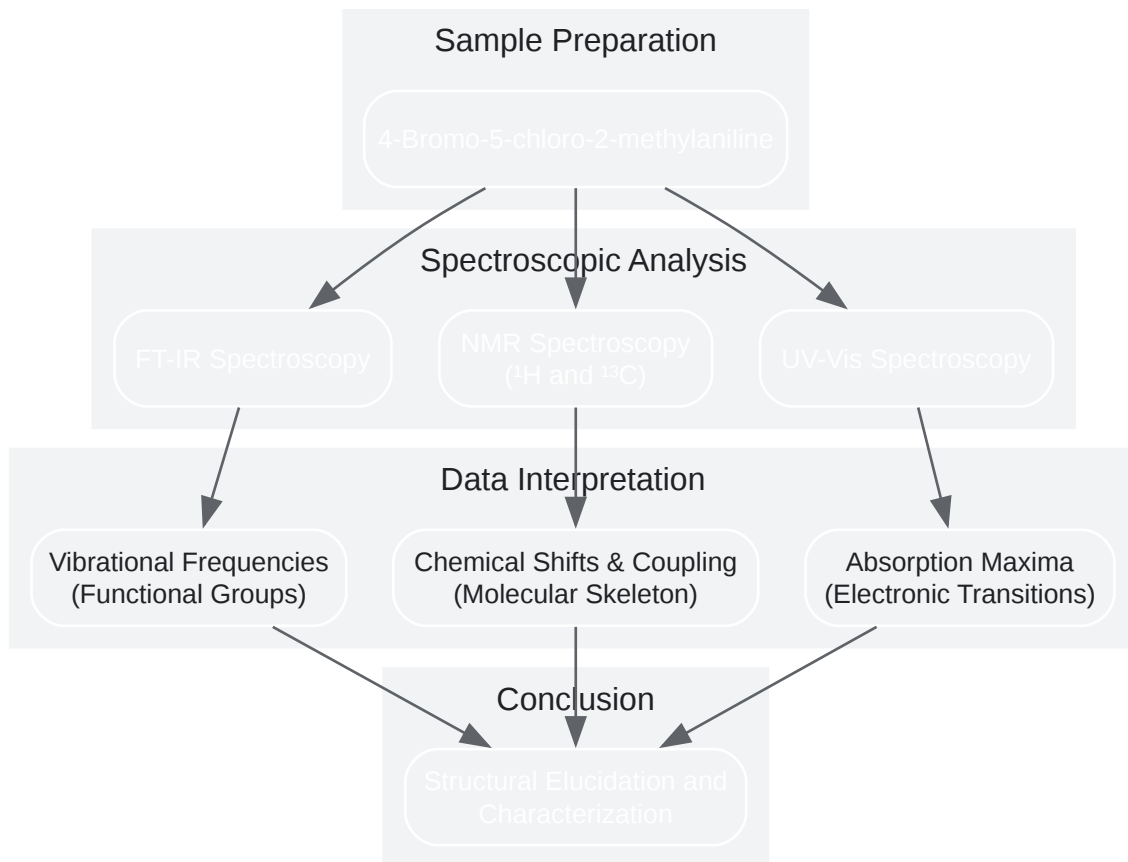 Sample Preparation
4-Bromo-5-chloro-2-methylaniline
Spectroscopic Analysis
FT-IR Spectroscopy
NMR Spectroscopy
(¹H and ¹³C)
UV-Vis Spectroscopy
Data Interpretation
Vibrational Frequencies
(Functional Groups)
Chemical Shifts & Coupling
(Molecular Skeleton)
Absorption Maxima
(Electronic Transitions)
Conclusion
Structural Elucidation and
Characterization